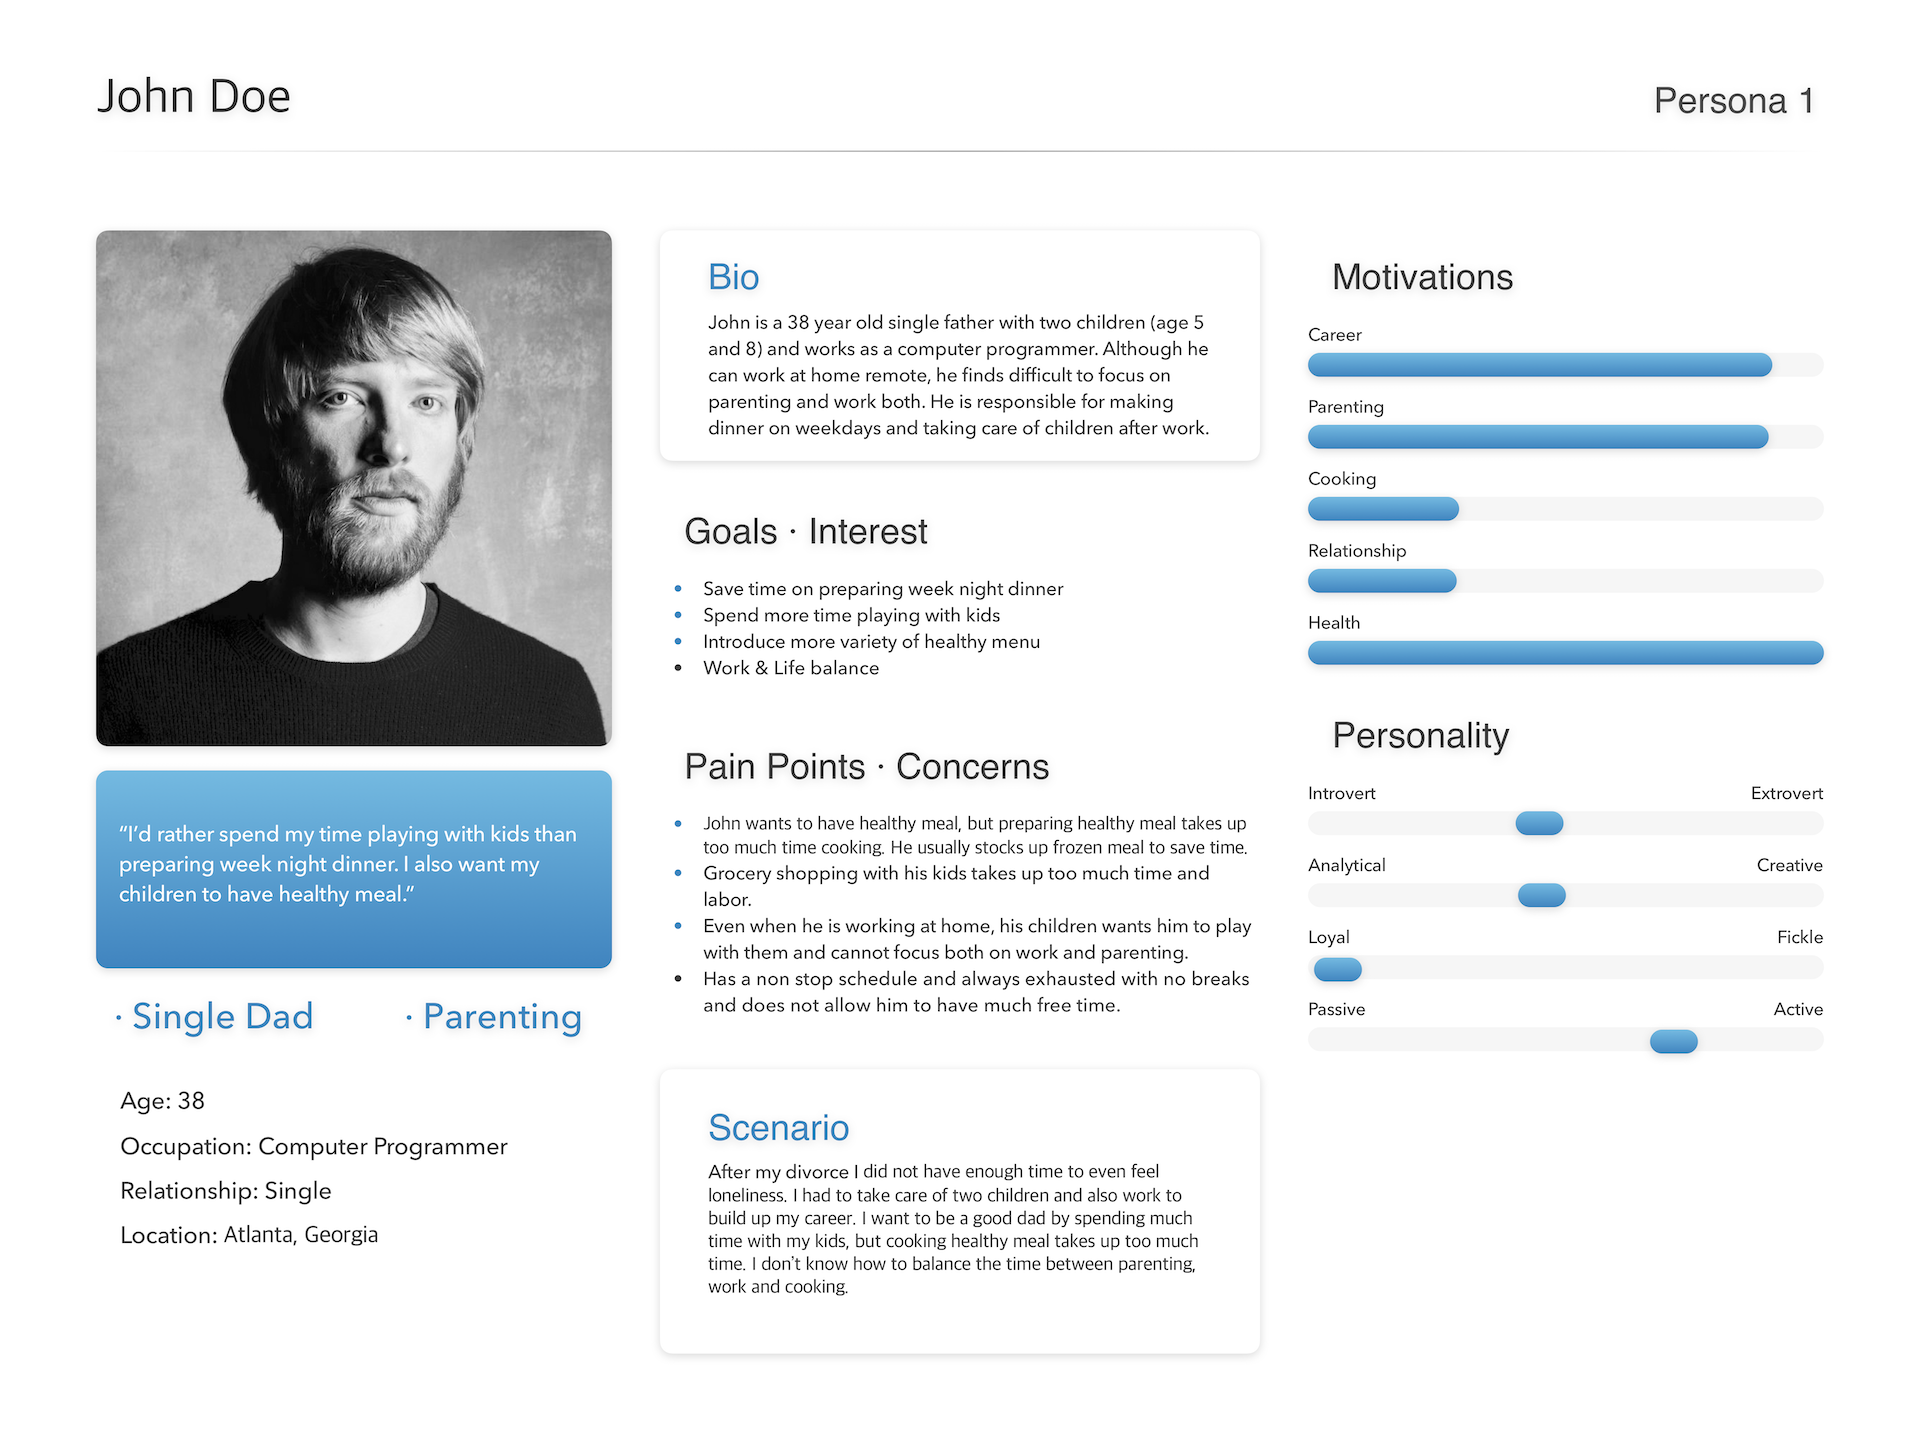 John Doe
Persona 1
“I’d rather spend my time playing with kids than
preparing week night dinner. I also want my
children to have healthy meal.”
· Single Dad
· Parenting
Age: 38
Occupation: Computer Programmer
Relationship: Single
Location: Atlanta, Georgia
Bio
John is a 38 year old single father with two children (age 5
and 8) and works as a computer programmer. Although he
can work at home remote, he finds difficult to focus on
parenting and work both. He is responsible for making
dinner on weekdays and taking care of children after work.
Goals · Interest
• Save time on preparing week night dinner
• Spend more time playing with kids
• Introduce more variety of healthy menu
• Work & Life balance
Pain Points · Concerns
• John wants to have healthy meal, but preparing healthy meal takes up
too much time cooking. He usually stocks up frozen meal to save time.
• Grocery shopping with his kids takes up too much time and
labor.
• Even when he is working at home, his children wants him to play
with them and cannot focus both on work and parenting.
• Has a non stop schedule and always exhausted with no breaks
and does not allow him to have much free time.
Scenario
After my divorce I did not have enough time to even feel
loneliness. I had to take care of two children and also work to
build up my career. I want to be a good dad by spending much
time with my kids, but cooking healthy meal takes up too much
time. I don’t know how to balance the time between parenting,
work and cooking.
Motivations
Career
Parenting
Cooking
Relationship
Health
Personality
Introvert Extrovert
Analytical Creative
Loyal Fickle
Passive Active